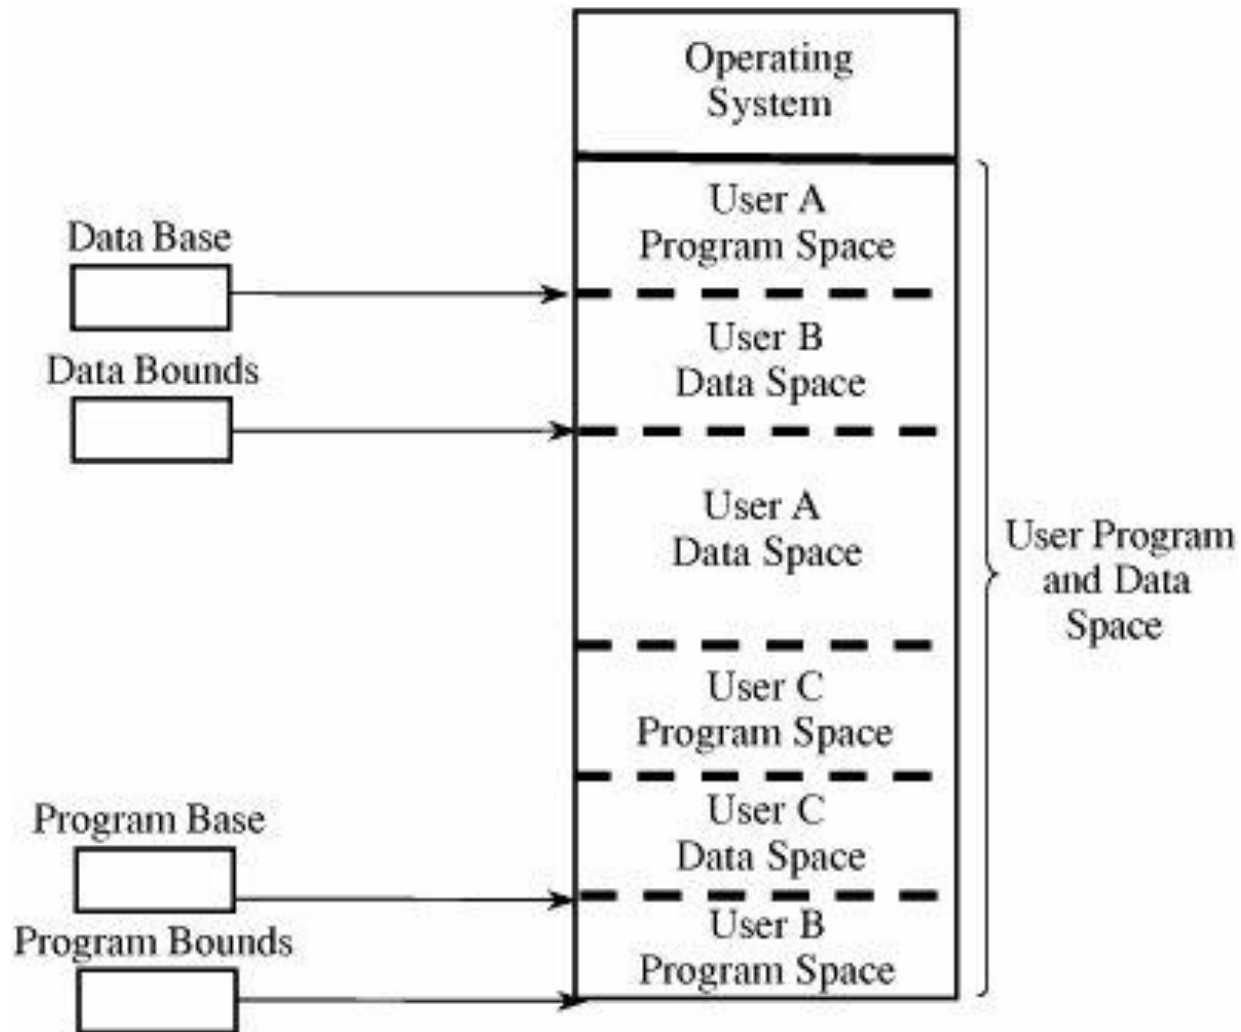 Operating
System
User A
Program Space
Data Base
User B
Data Space
Data Bounds
User A
Data Space
User Program
and Data
Space
User C
Program Space
Program Base
User C
Data Space
Program Bounds
User B
Program Space